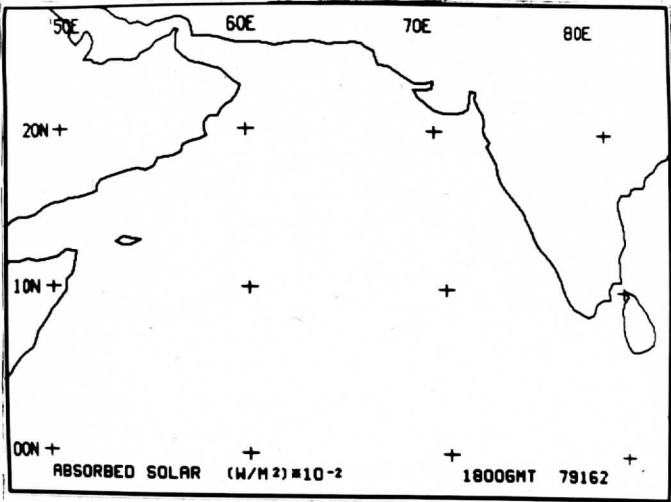 50E 60E 70E 80E
20N
10N
00N
ABSORBED SOLAR (W/M²)*10⁻² 1800GMT 79162